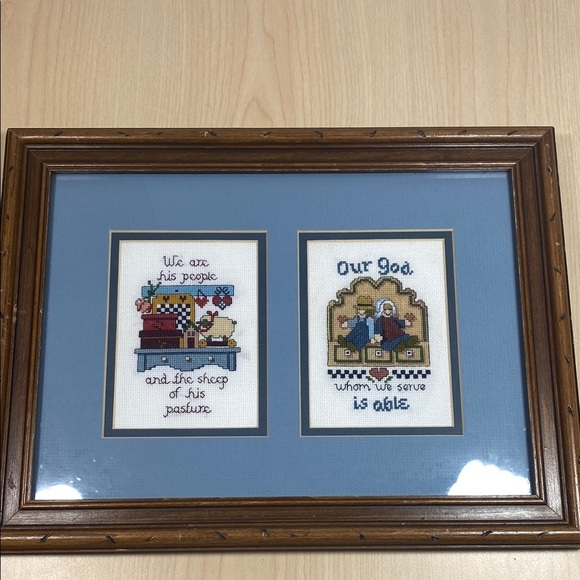 We are
his people
and the sheep
of his
pasture
Our god
whom we serve
is able